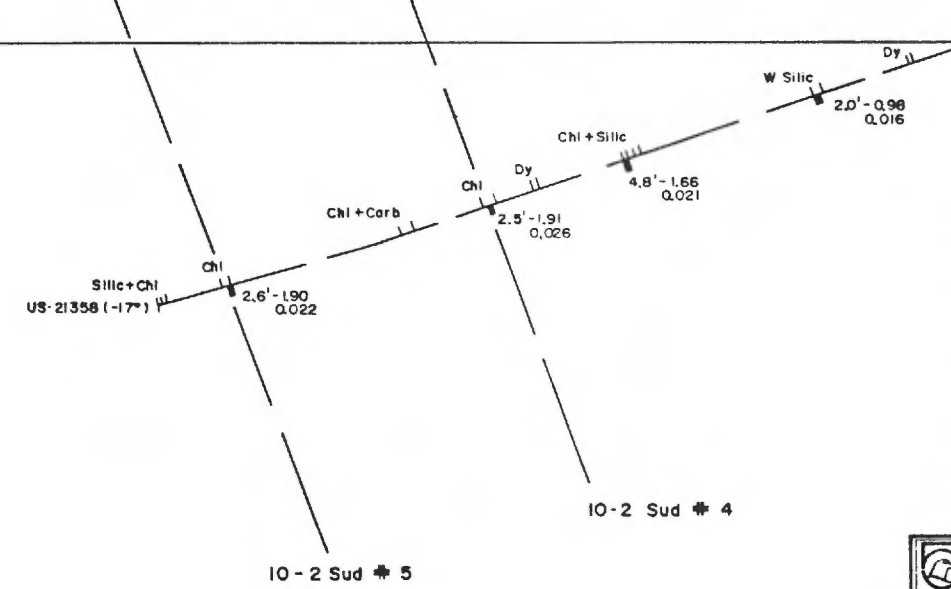 Dy
W Silic
2.0' - 0.98
0.016
Chl + Silic
4.8' - 1.66
0.021
Dy
Chl
2.5' - 1.91
0.026
Chl + Carb
Chl
2.6' - 1.90
0.022
Silic + Chl
US-21358 (-17°)
10-2 Sud # 4
10-2 Sud # 5